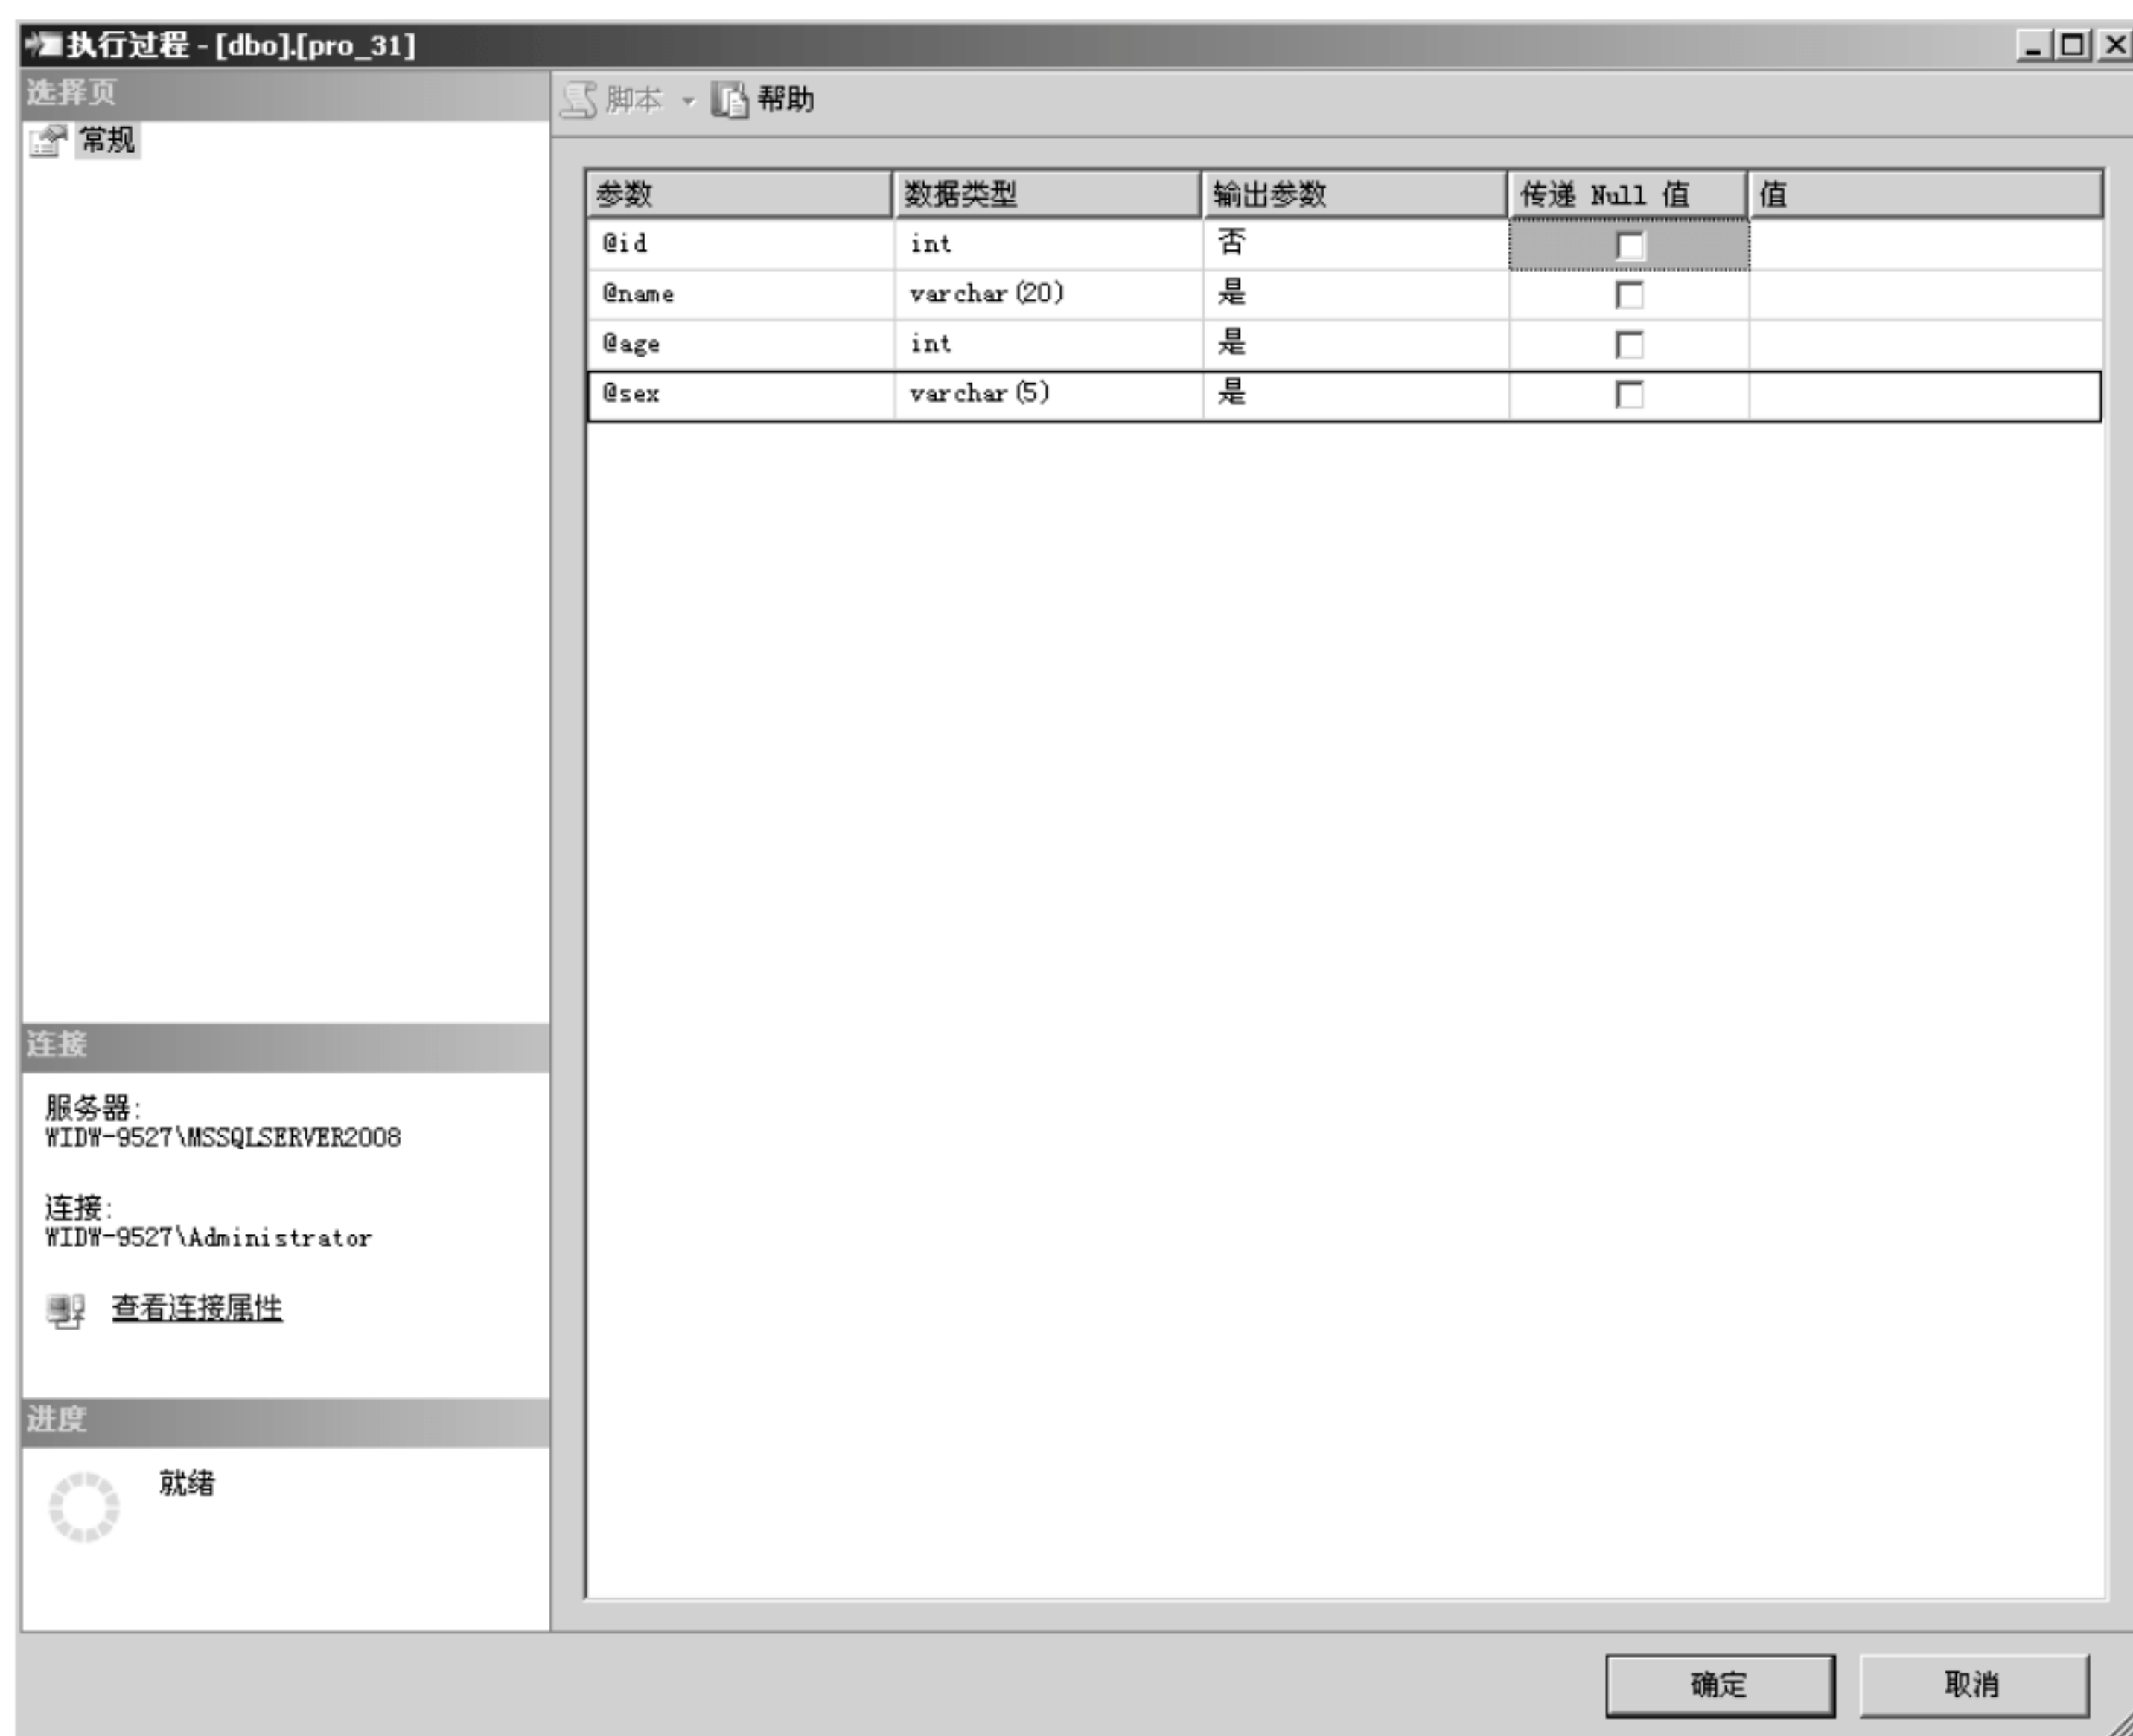 执行过程 - [dbo].[pro_31]
选择页
常规
脚本 帮助
参数 数据类型 输出参数 传递 Null 值 值
@id int 否
@name varchar(20) 是
@age int 是
@sex varchar(5) 是
连接
服务器:
WIDW-9527\MSSQLSERVER2008
连接:
WIDW-9527\Administrator
查看连接属性
进度
就绪
确定 取消